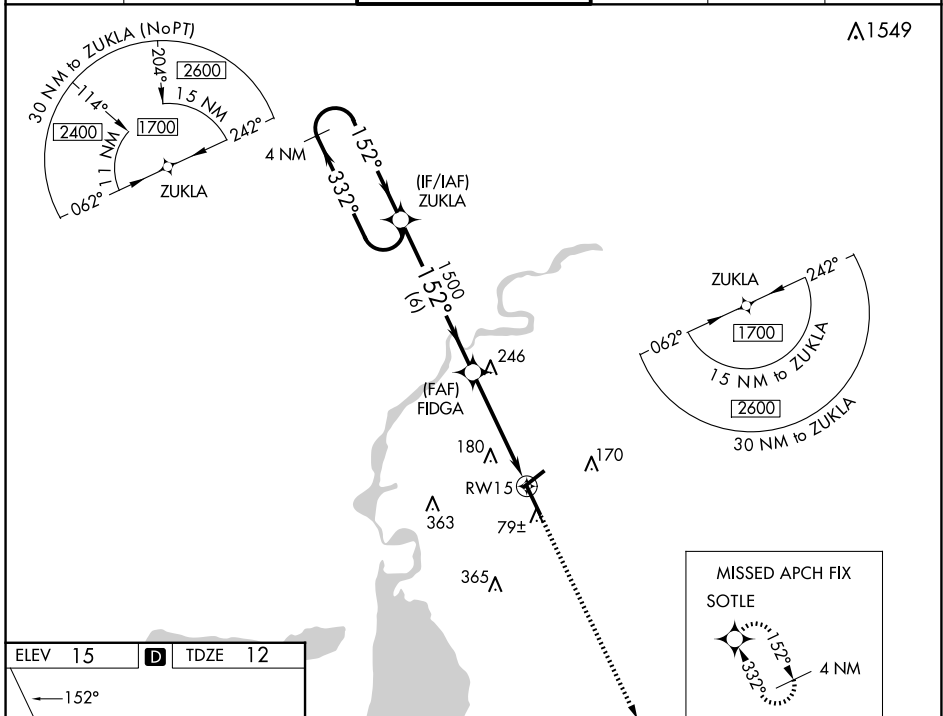 30 NM to ZUKLA (NoPT)
204°
2600
114°
15 NM
2400
1700
242°
11 NM
062°
ZUKLA
1549
4 NM
152°
332°
(IF/IAF)
ZUKLA
1500
152°
(6)
246
(FAF)
FIDGA
180
170
RW15
363
79±
365
ZUKLA
242°
062°
1700
15 NM to ZUKLA
2600
30 NM to ZUKLA
MISSED APCH FIX
SOTLE
152°
332°
4 NM
ELEV 15 D TDZE 12
152°